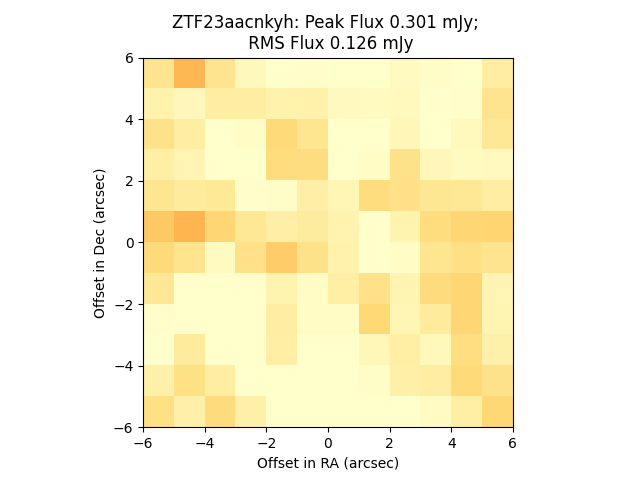 ZTF23aacnkyh: Peak Flux 0.301 mJy;
RMS Flux 0.126 mJy
6
4
2
0
−2
−4
−6
Offset in Dec (arcsec)
−6 −4 −2 0 2 4 6
Offset in RA (arcsec)